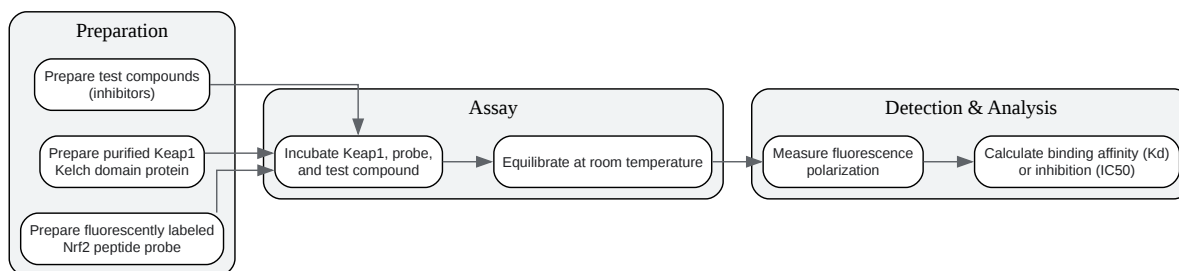 Preparation
Prepare test compounds
(inhibitors)
Prepare purified Keap1
Kelch domain protein
Prepare fluorescently labeled
Nrf2 peptide probe
Assay
Incubate Keap1, probe,
and test compound
Equilibrate at room temperature
Detection & Analysis
Measure fluorescence
polarization
Calculate binding affinity (Kd)
or inhibition (IC50)